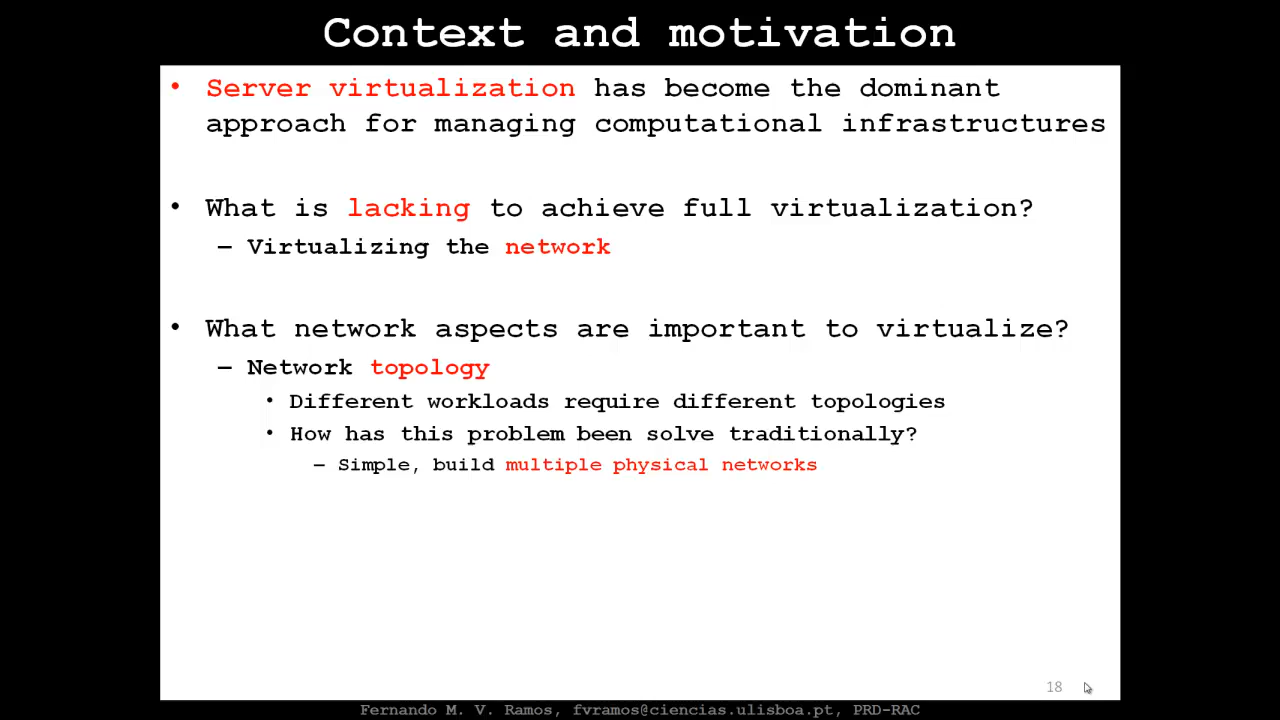 Context and motivation
• Server virtualization has become the dominant
approach for managing computational infrastructures
• What is lacking to achieve full virtualization?
– Virtualizing the network
• What network aspects are important to virtualize?
– Network topology
• Different workloads require different topologies
• How has this problem been solve traditionally?
– Simple, build multiple physical networks
18
Fernando M. V. Ramos, fvramos@ciencias.ulisboa.pt, PRD-RAC